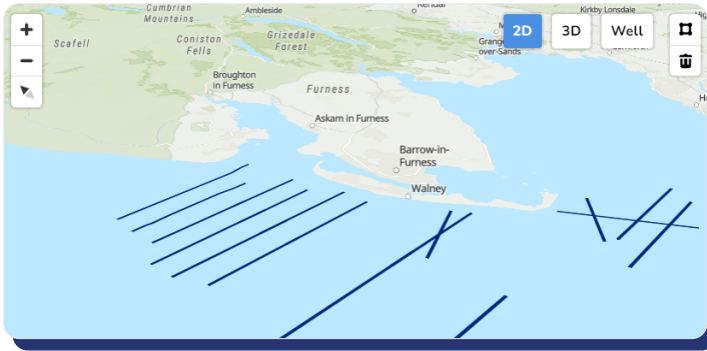 Ambleside
Cumbrian
Mountains
Kendal
Kirkby Lonsdale
2D
3D
Well
Scafell
Coniston
Fells
Grizedale
Forest
Grange-
over-Sands
Broughton
in Furness
Furness
Askam in Furness
Barrow-in-
Furness
Walney